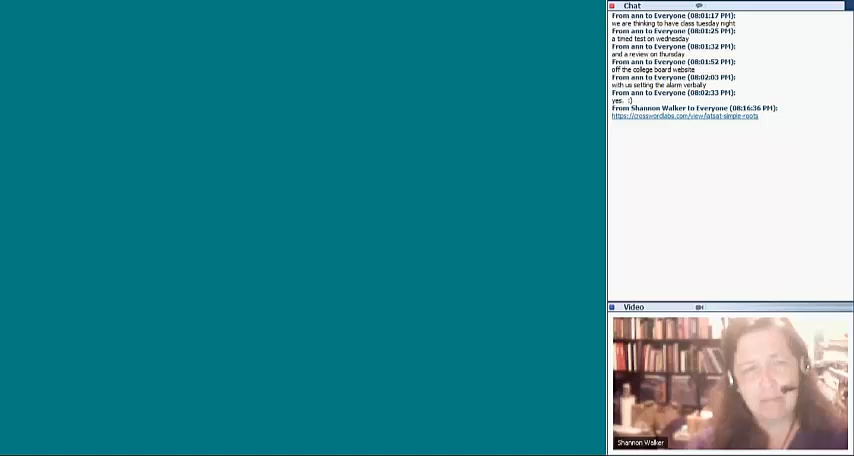 Chat
From ann to Everyone (08:01:17 PM):
we are thinking to have class tuesday night
From ann to Everyone (08:01:25 PM):
a timed test on wednesday
From ann to Everyone (08:01:32 PM):
and a review on thursday
From ann to Everyone (08:01:52 PM):
off the college board website
From ann to Everyone (08:02:03 PM):
with us setting the alarm verbally
From ann to Everyone (08:02:33 PM):
yes.  :)
From Shannon Walker to Everyone (08:16:36 PM):
https://crosswordlabs.com/view/latsat-simple-roots
Video
Shannon Walker